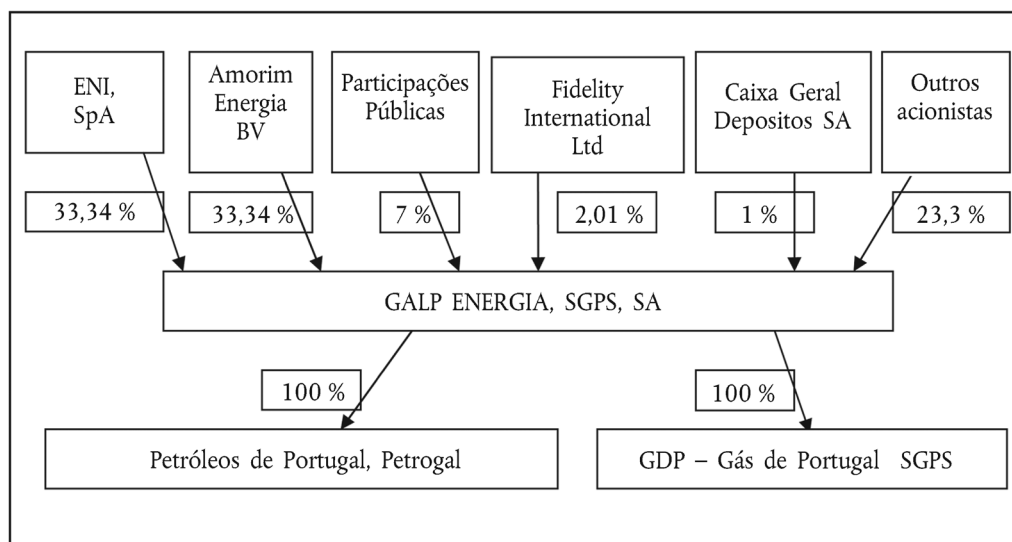 ENI,
SpA
Amorim
Energia
BV
Participações
Públicas
Fidelity
International
Ltd
Caixa Geral
Depositos SA
Outros
acionistas
33,34 %
33,34 %
7 %
2,01 %
1 %
23,3 %
GALP ENERGIA, SGPS, SA
100 %
100 %
Petróleos de Portugal, Petrogal
GDP – Gás de Portugal SGPS